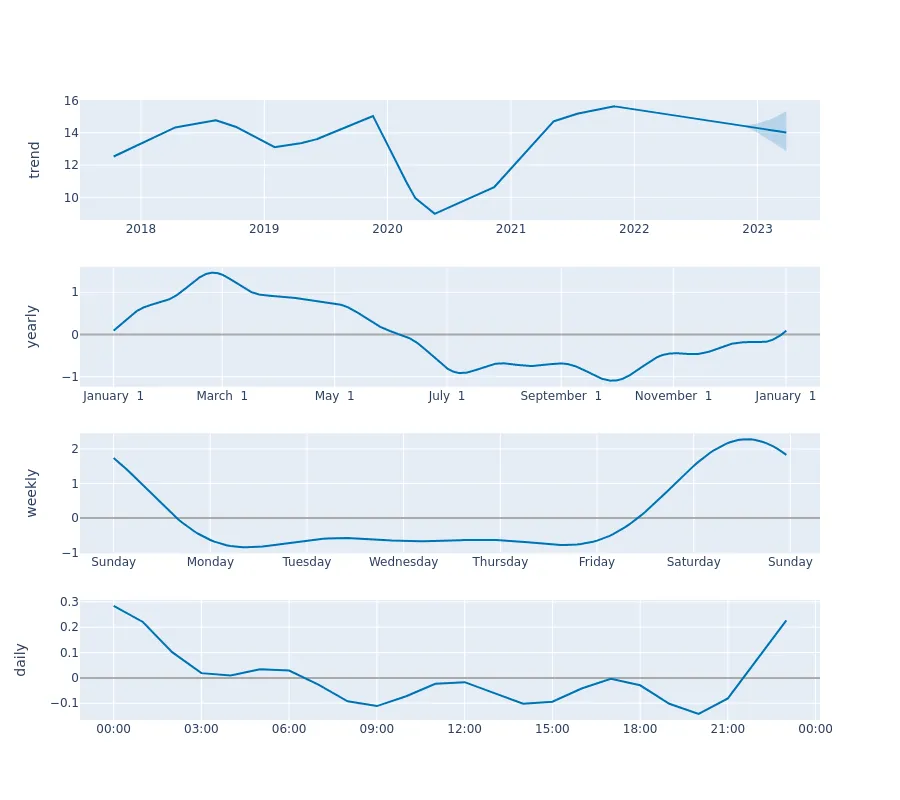 trend
16
14
12
10
2018 2019 2020 2021 2022 2023
yearly
1
0
−1
January 1 March 1 May 1 July 1 September 1 November 1 January 1
weekly
2
1
0
−1
Sunday Monday Tuesday Wednesday Thursday Friday Saturday Sunday
daily
0.3
0.2
0.1
0
−0.1
00:00 03:00 06:00 09:00 12:00 15:00 18:00 21:00 00:00